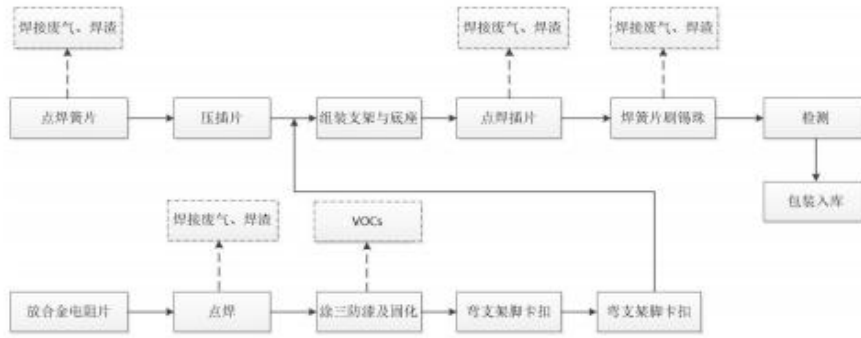 焊接废气、焊渣
焊接废气、焊渣
焊接废气、焊渣
点焊簧片
压插片
组装支架与底座
点焊插片
焊簧片刷锡珠
检测
包装入库
焊接废气、焊渣
VOCs
放合金电阻片
点焊
涂三防漆及固化
弯支架脚卡扣
弯支架脚卡扣